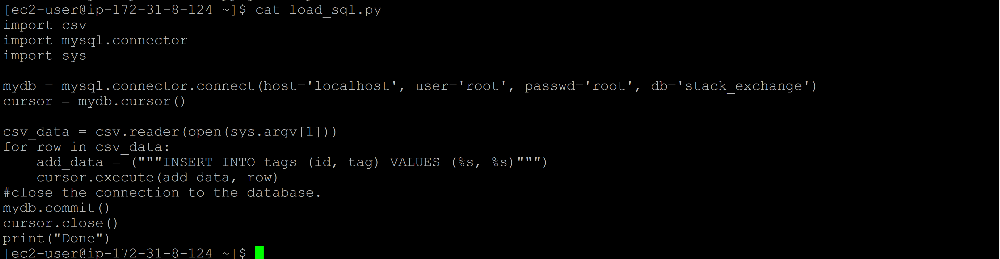 [ec2-user@ip-172-31-8-124 ~]$ cat load_sql.py
import csv
import mysql.connector
import sys

mydb = mysql.connector.connect(host='localhost', user='root', passwd='root', db='stack_exchange')
cursor = mydb.cursor()

csv_data = csv.reader(open(sys.argv[1]))
for row in csv_data:
    add_data = ("""INSERT INTO tags (id, tag) VALUES (%s, %s)""")
    cursor.execute(add_data, row)
#close the connection to the database.
mydb.commit()
cursor.close()
print("Done")
[ec2-user@ip-172-31-8-124 ~]$